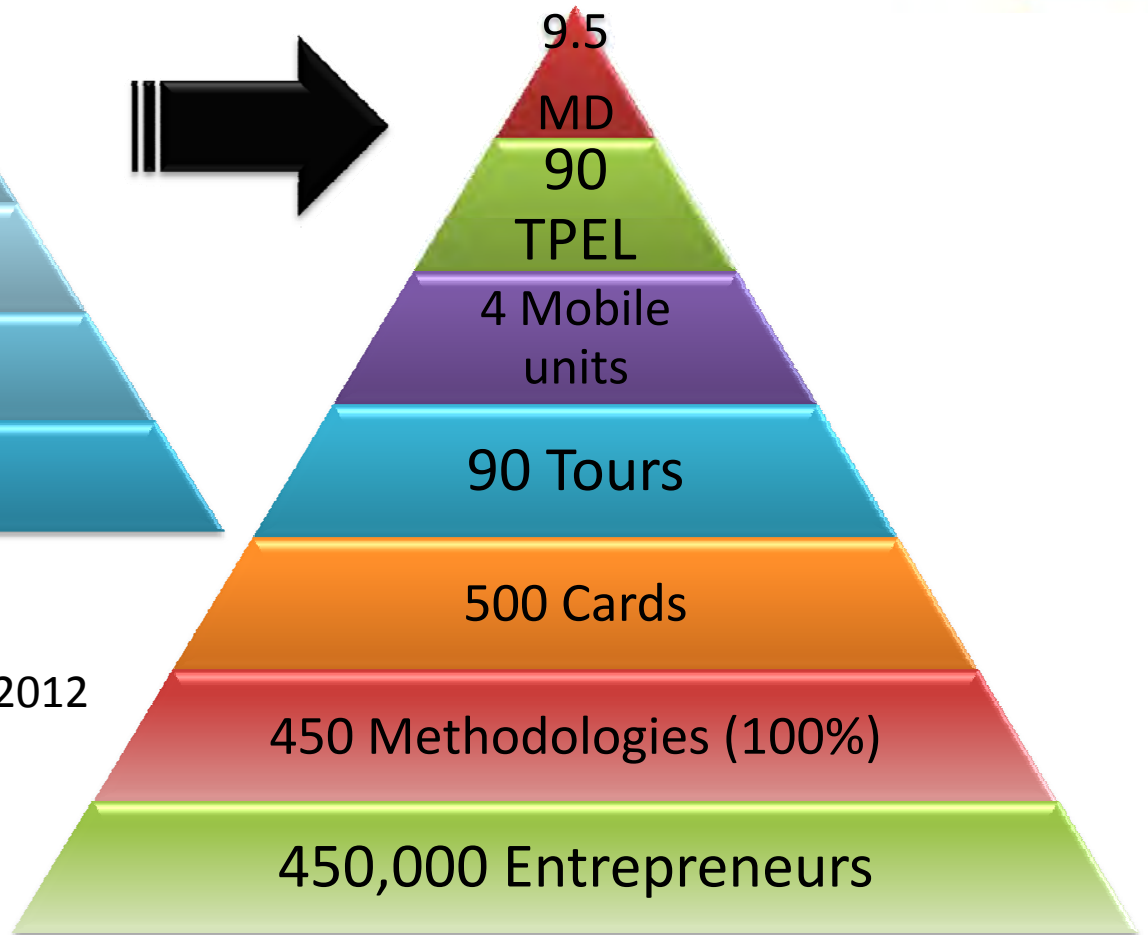 9.5
MD
90
TPEL
4 Mobile
units
90 Tours
500 Cards
2012
450 Methodologies (100%)
450,000 Entrepreneurs